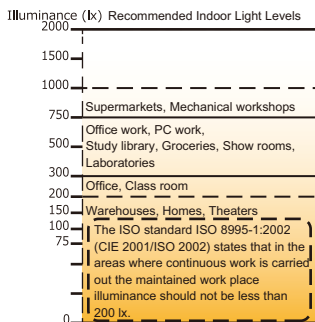 Illuminance (lx) Recommended Indoor Light Levels
2000
1500
1000
Supermarkets, Mechanical workshops
750
Office work, PC work,
500 Study library, Groceries, Show rooms,
Laboratories
300
Office, Class room
200
150 Warehouses, Homes, Theaters
100 The ISO standard ISO 8995-1:2002
75 (CIE 2001/ISO 2002) states that in the
areas where continuous work is carried
out the maintained work place
illuminance should not be less than
200 lx.
0